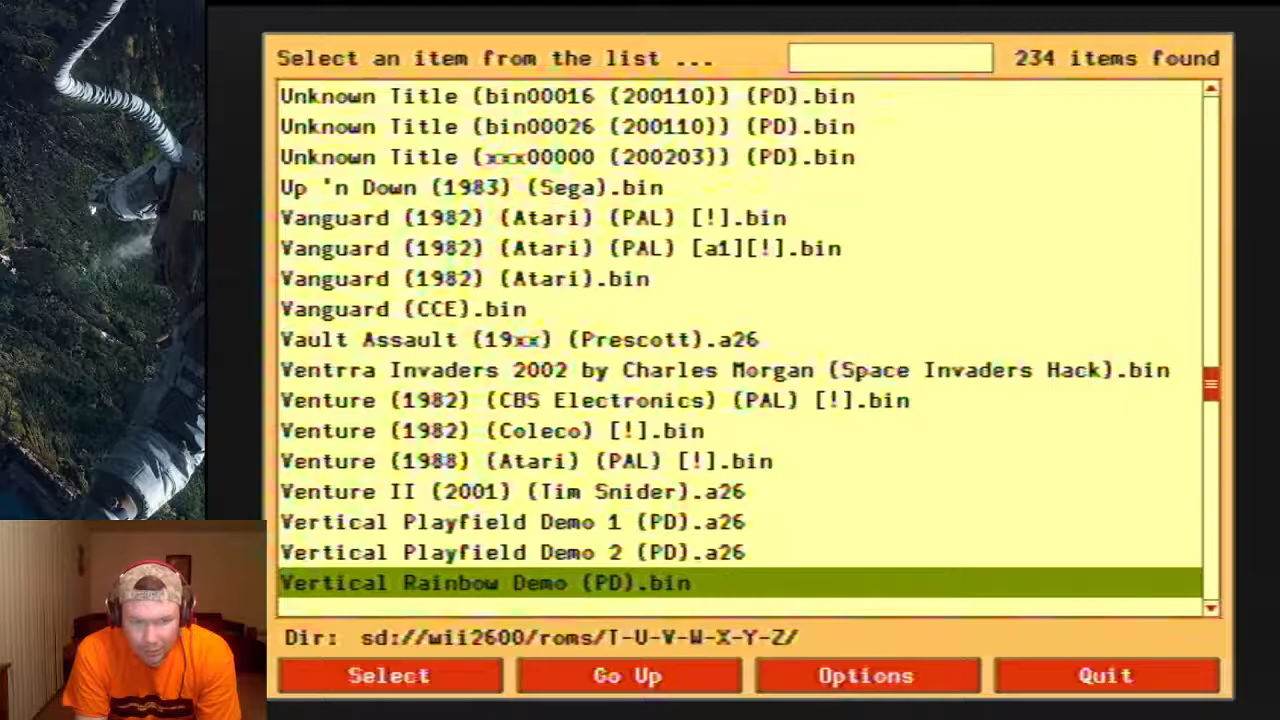 Select an item from the list ...
234 items found
Unknown Title (bin00016 (200110)) (PD).bin
Unknown Title (bin00026 (200110)) (PD).bin
Unknown Title (xxx00000 (200203)) (PD).bin
Up 'n Down (1983) (Sega).bin
Vanguard (1982) (Atari) (PAL) [!].bin
Vanguard (1982) (Atari) (PAL) [a1][!].bin
Vanguard (1982) (Atari).bin
Vanguard (CCE).bin
Vault Assault (19xx) (Prescott).a26
Ventrra Invaders 2002 by Charles Morgan (Space Invaders Hack).bin
Venture (1982) (CBS Electronics) (PAL) [!].bin
Venture (1982) (Coleco) [!].bin
Venture (1988) (Atari) (PAL) [!].bin
Venture II (2001) (Tim Snider).a26
Vertical Playfield Demo 1 (PD).a26
Vertical Playfield Demo 2 (PD).a26
Vertical Rainbow Demo (PD).bin
Dir: sd://wii2600/roms/T-U-V-W-X-Y-Z/
Select
Go Up
Options
Quit